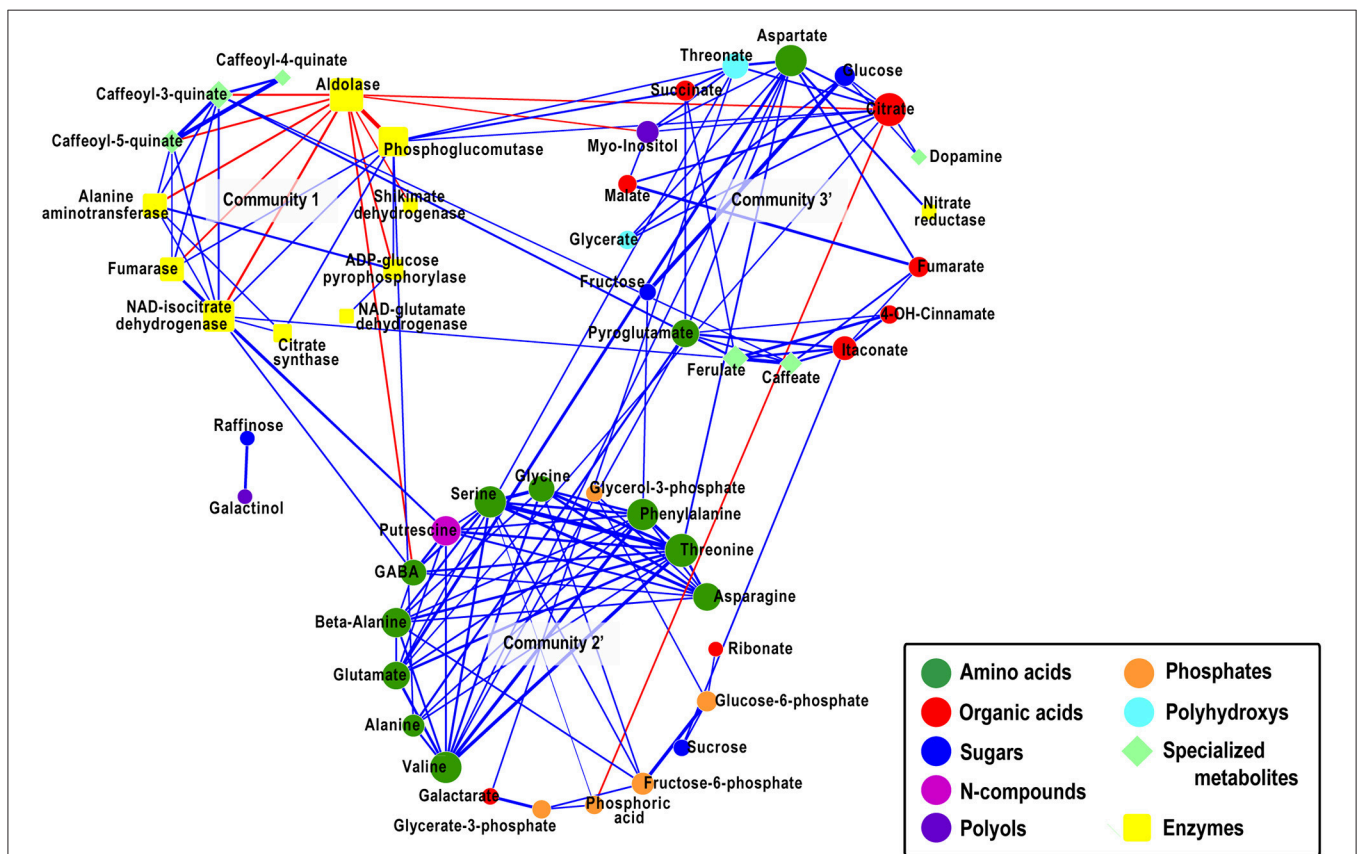 Caffeoyl-4-quinate
Aldolase
Caffeoyl-3-quinate
Caffeoyl-5-quinate
Phosphoglucomutase
Alanine
aminotransferase
Community 1
Shikimate
dehydrogenase
Fumarase
ADP-glucose
pyrophosphorylase
NAD-isocitrate
dehydrogenase
NAD-glutamate
dehydrogenase
Citrate
synthase
Aspartate
Threonate
Glucose
Succinate
Citrate
Myo-Inositol
Dopamine
Malate
Community 3’
Nitrate
reductase
Glycerate
Fumarate
Fructose
4-OH-Cinnamate
Pyroglutamate
Itaconate
Ferulate
Caffeate
Raffinose
Galactinol
Glycine
Serine
Glycerol-3-phosphate
Phenylalanine
Putrescine
Threonine
GABA
Asparagine
Beta-Alanine
Community 2’
Ribonate
Glutamate
Glucose-6-phosphate
Alanine
Sucrose
Valine
Fructose-6-phosphate
Galactarate
Phosphoric
acid
Glycerate-3-phosphate
Amino acids
Organic acids
Sugars
N-compounds
Polyols
Phosphates
Polyhydroxys
Specialized
metabolites
Enzymes